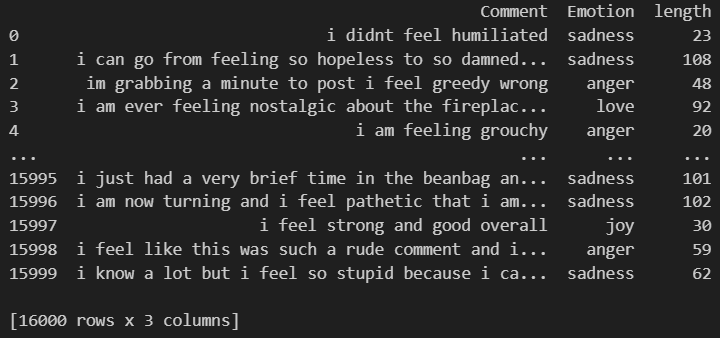 Comment Emotion length
0 i didnt feel humiliated sadness 23
1 i can go from feeling so hopeless to so damned... sadness 108
2 im grabbing a minute to post i feel greedy wrong anger 48
3 i am ever feeling nostalgic about the fireplac... love 92
4 i am feeling grouchy anger 20
... ... ... ...
15995 i just had a very brief time in the beanbag an... sadness 101
15996 i am now turning and i feel pathetic that i am... sadness 102
15997 i feel strong and good overall joy 30
15998 i feel like this was such a rude comment and i... anger 59
15999 i know a lot but i feel so stupid because i ca... sadness 62
[16000 rows x 3 columns]